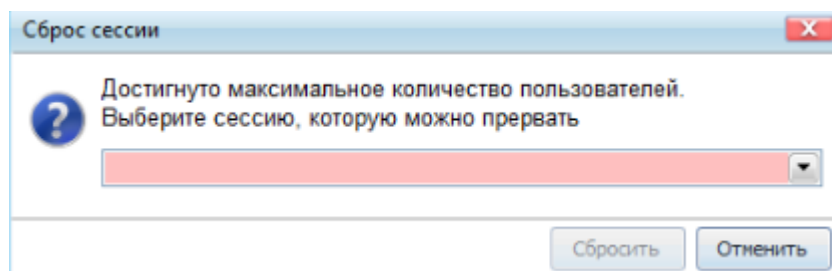 Сброс сессии
Достигнуто максимальное количество пользователей.
Выберите сессию, которую можно прервать
Сбросить
Отменить